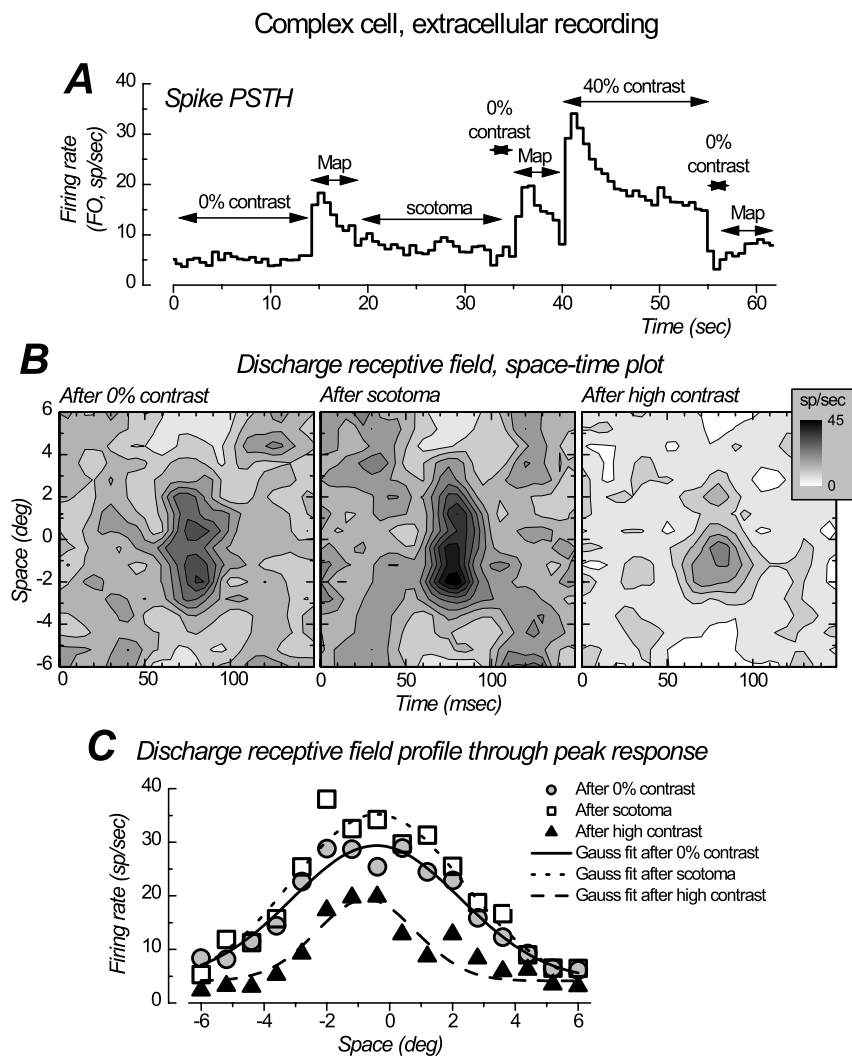 Complex cell, extracellular recording
A
Spike PSTH
40
30
20
10
0
Firing rate
(FO, sp/sec)
0% contrast
Map
scotoma
0%
contrast
Map
40% contrast
0%
contrast
Map
0 10 20 30 40 50 60
Time (sec)
B Discharge receptive field, space-time plot
After 0% contrast
After scotoma
After high contrast
sp/sec
45
0
6
4
2
0
-2
-4
-6
Space (deg)
0 50 100
0 50 100
0 50 100
Time (msec)
C Discharge receptive field profile through peak response
40
30
20
10
0
Firing rate (sp/sec)
After 0% contrast
After scotoma
After high contrast
Gauss fit after 0% contrast
Gauss fit after scotoma
Gauss fit after high contrast
-6 -4 -2 0 2 4 6
Space (deg)